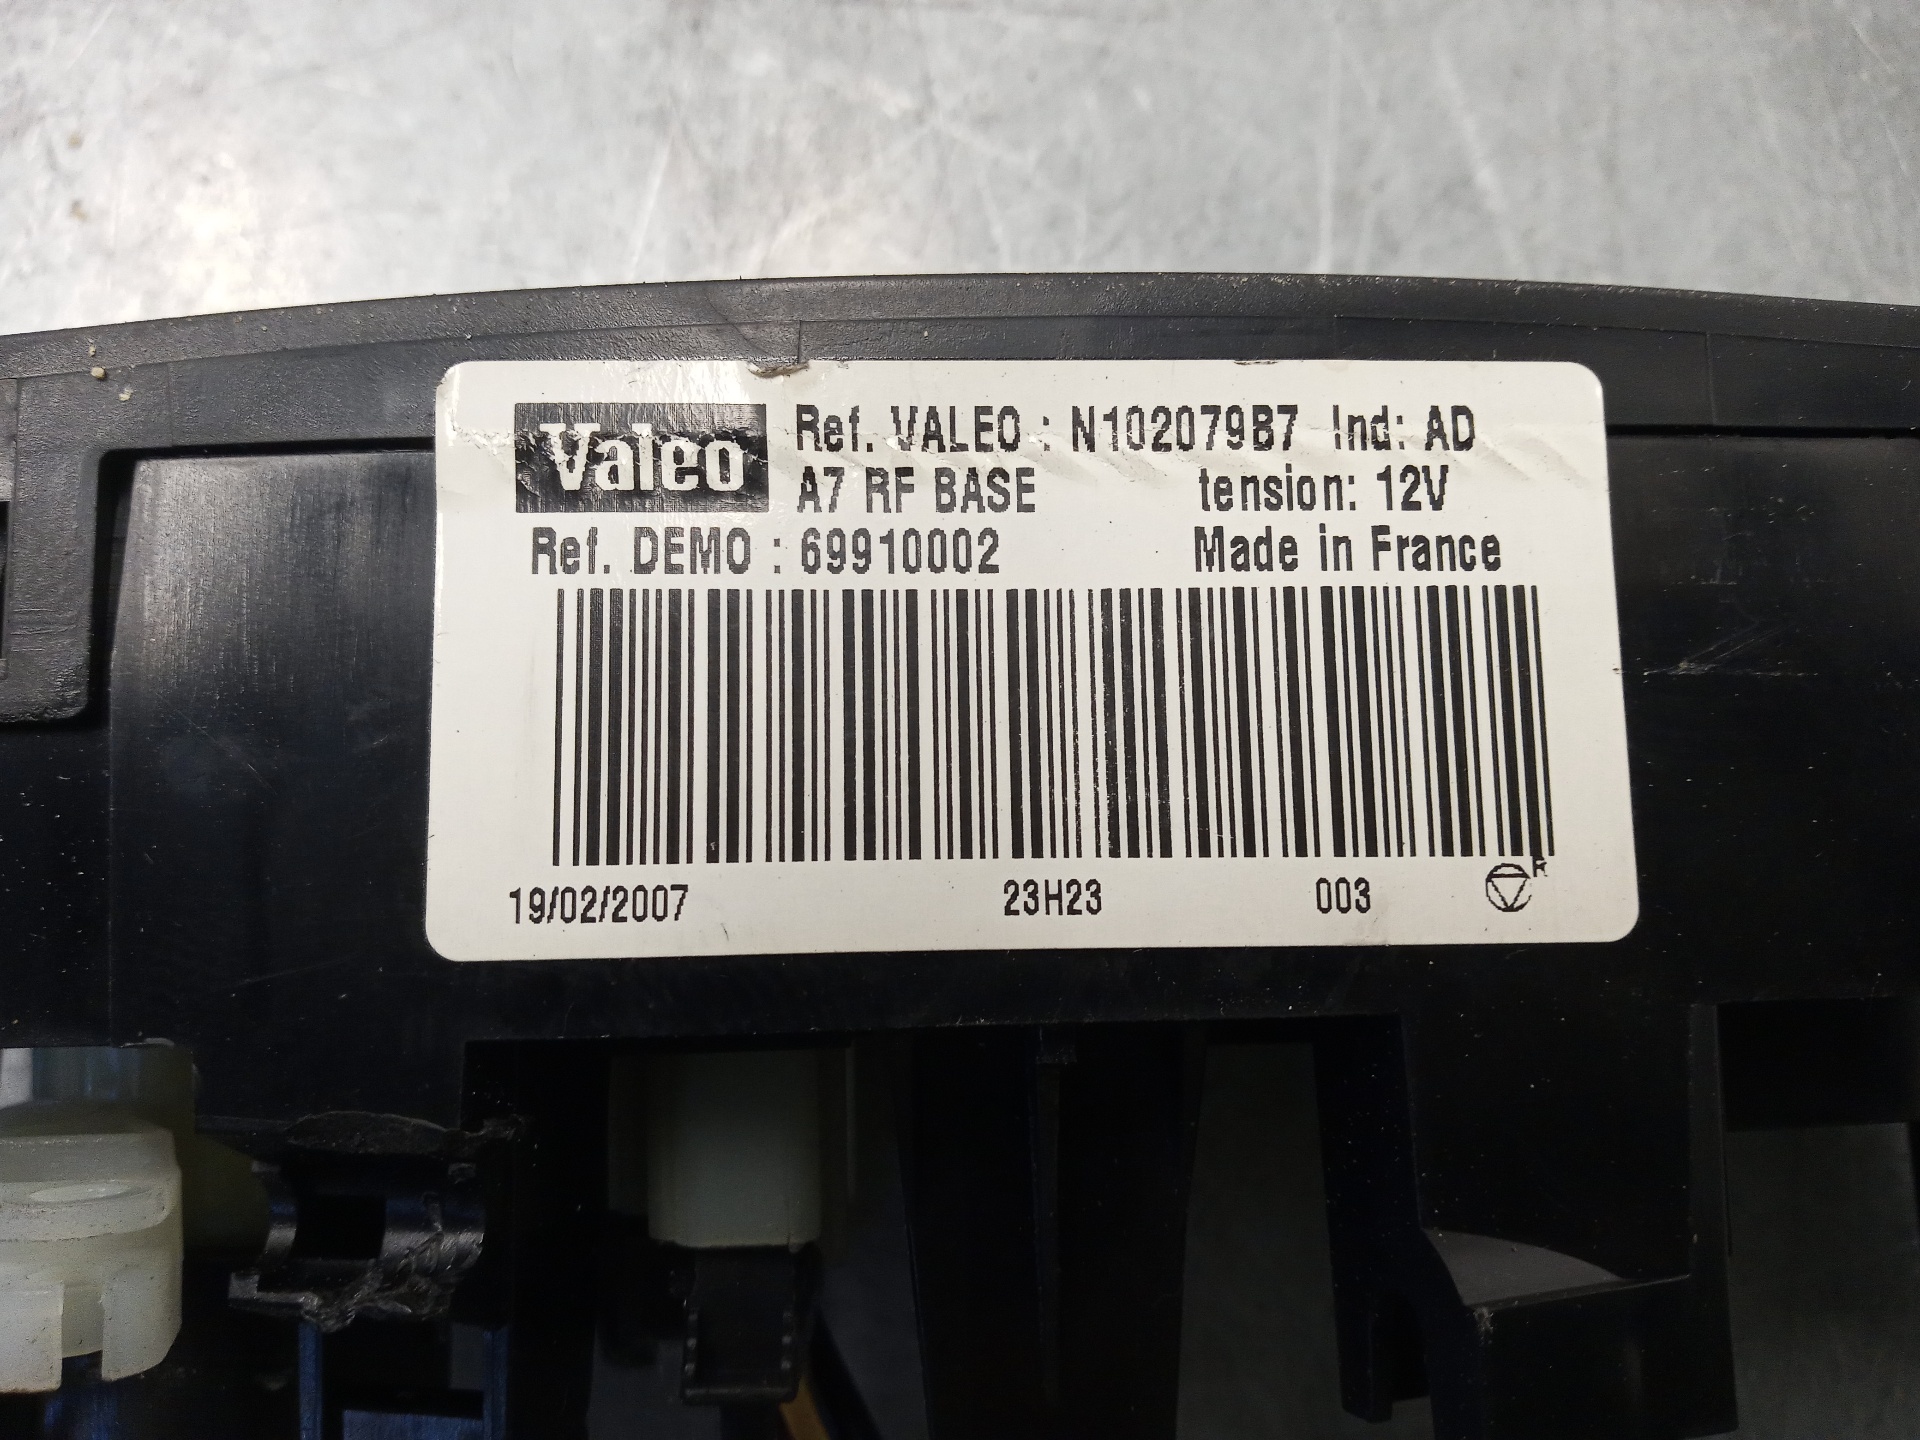 Valeo
Ref. VALEO : N102079B7 Ind: AD
A7 RF BASE tension: 12V
Ref. DEMO : 69910002 Made in France
19/02/2007 23H23 003 R